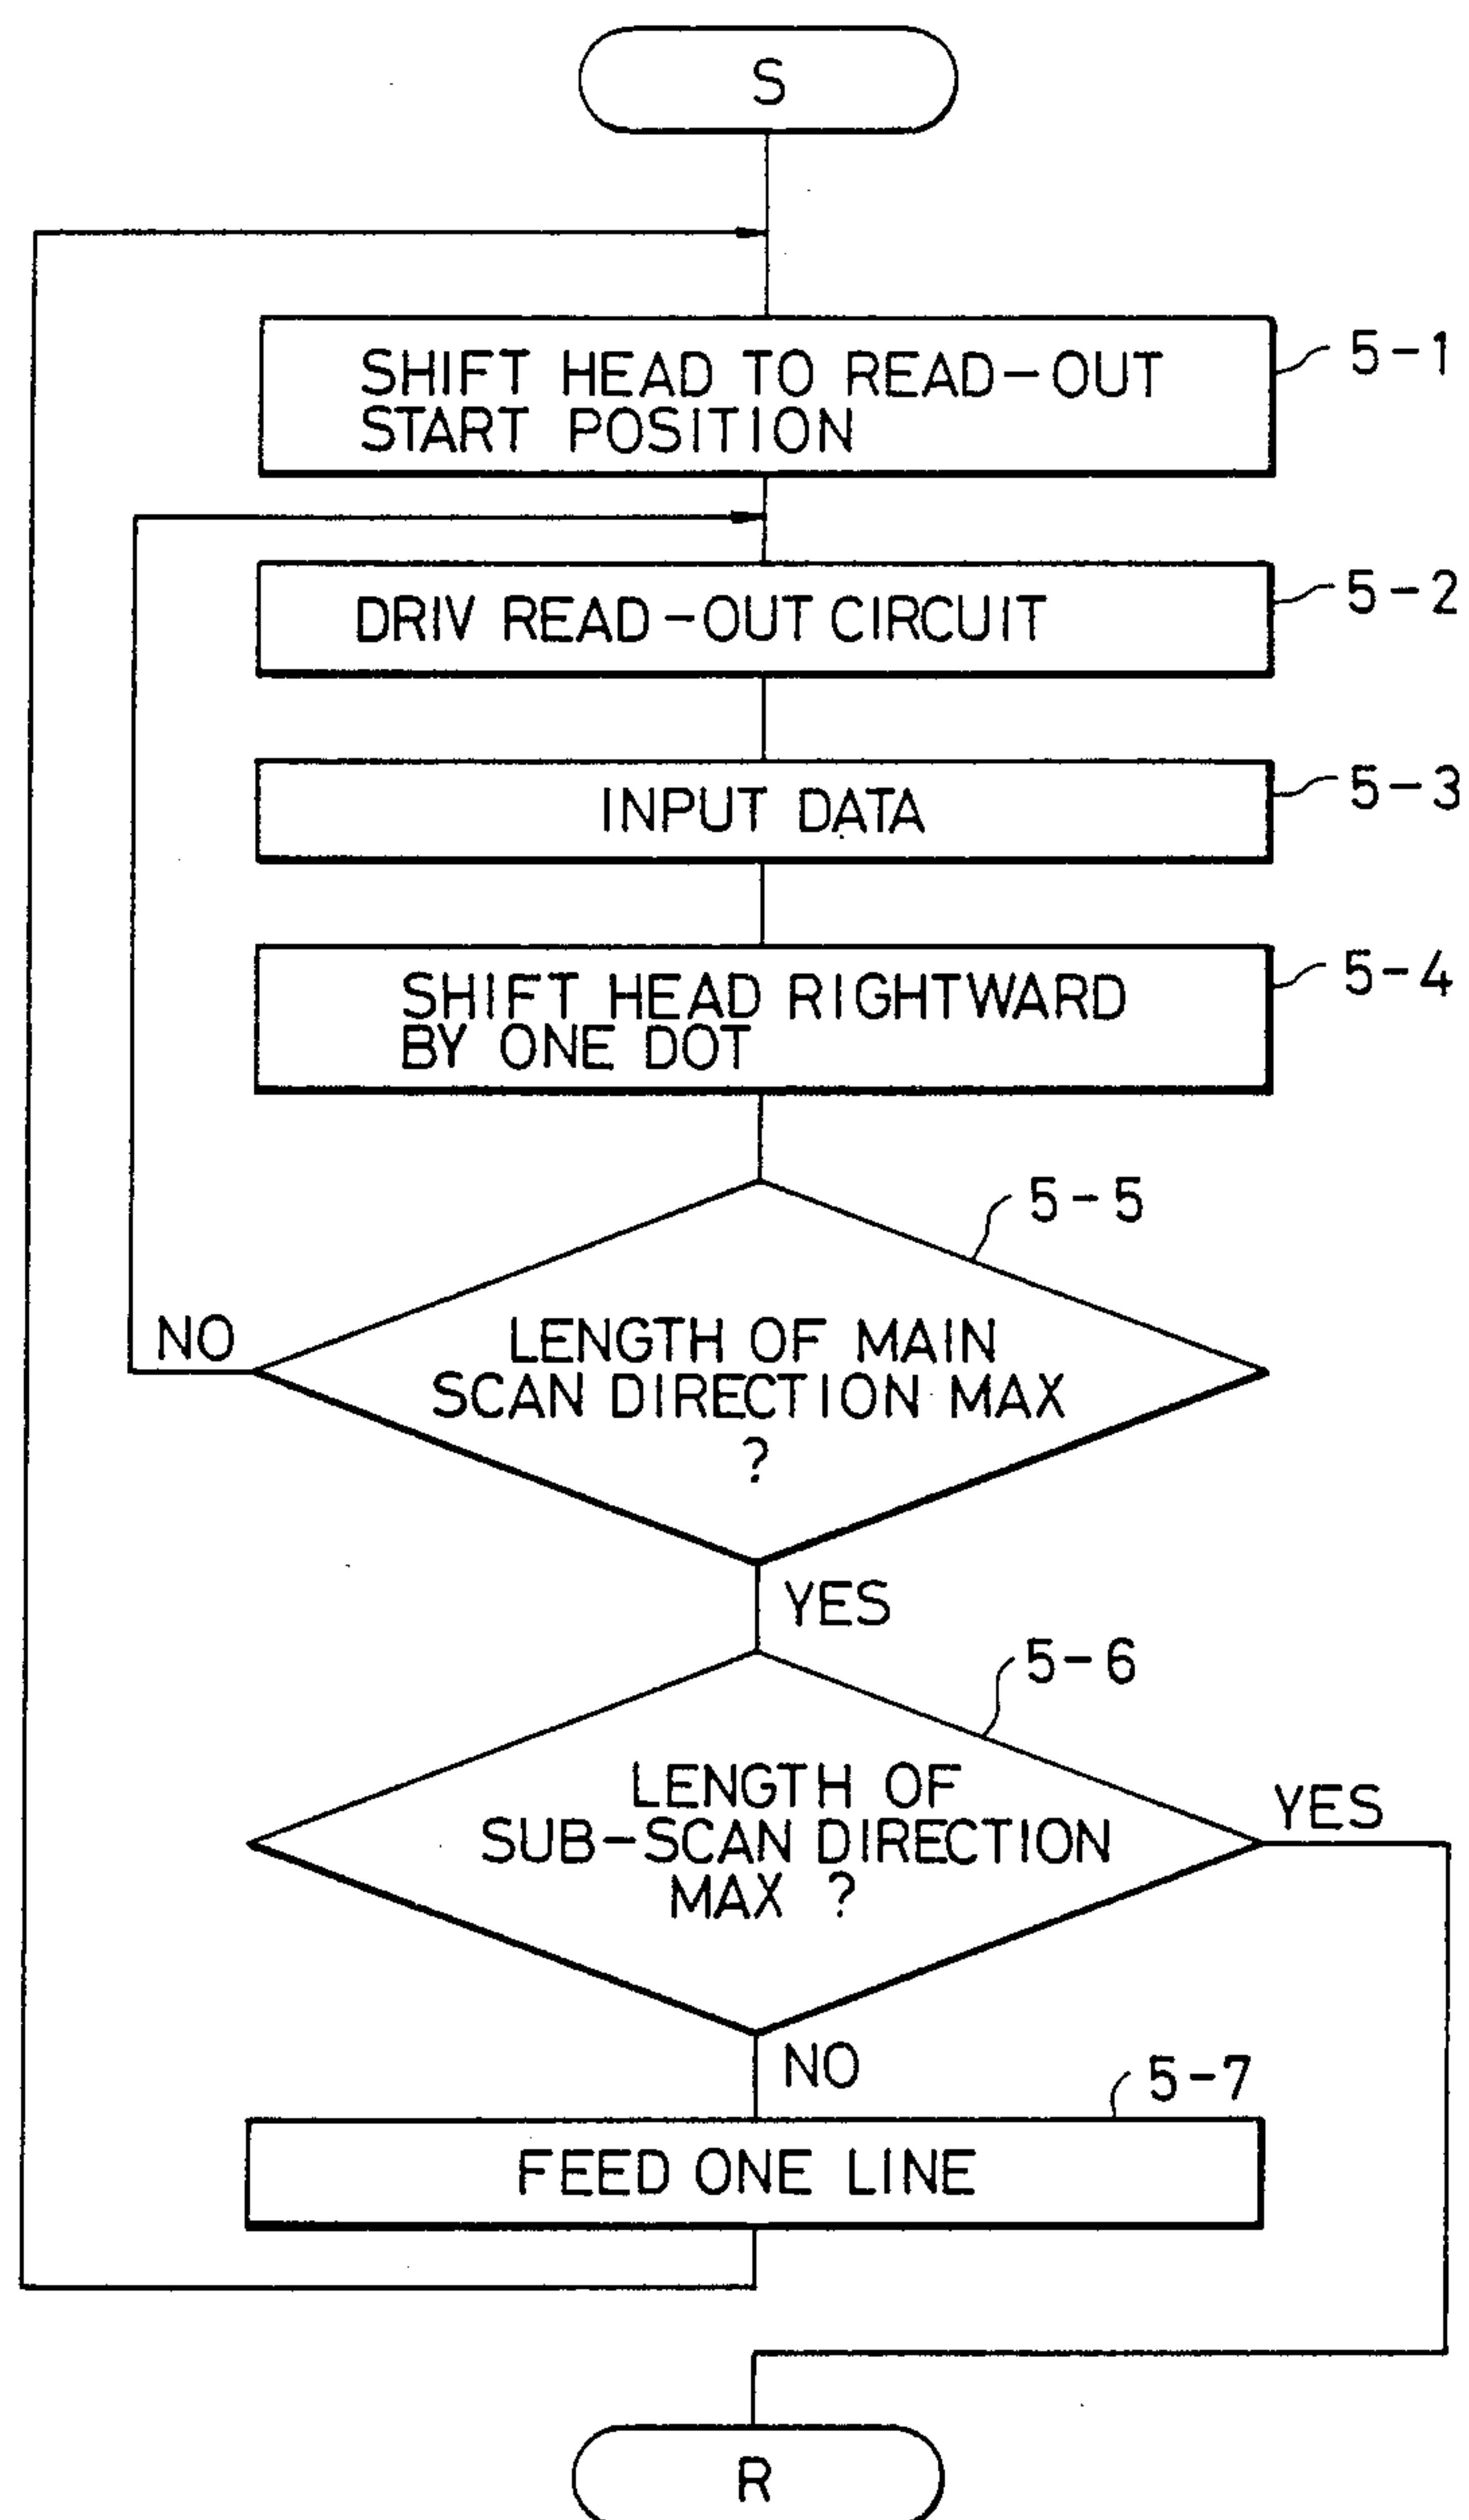 S
SHIFT HEAD TO READ-OUT
START POSITION
5-1
DRIV READ-OUT CIRCUIT
5-2
INPUT DATA
5-3
SHIFT HEAD RIGHTWARD
BY ONE DOT
5-4
5-5
NO
LENGTH OF MAIN
SCAN DIRECTION MAX
?
YES
5-6
LENGTH OF
SUB-SCAN DIRECTION
MAX ?
YES
NO
5-7
FEED ONE LINE
R